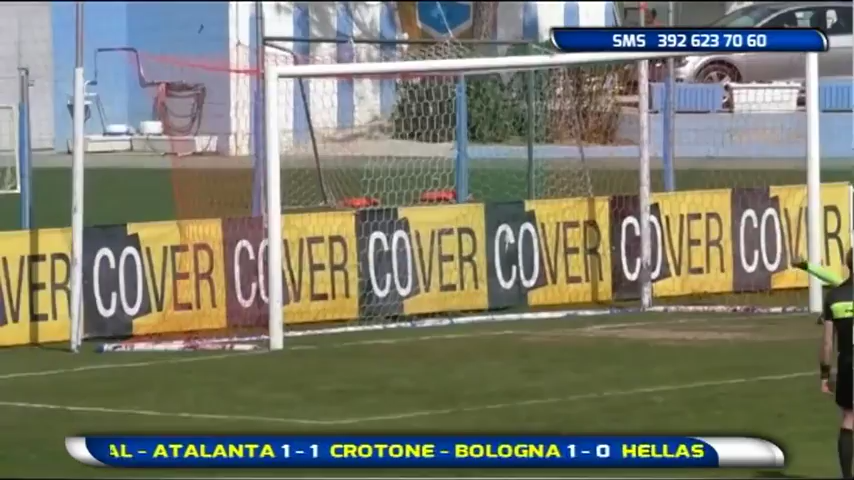 SMS 392 623 70 60
VER COVER COVER COVER COVER COVER COVER
AL - ATALANTA 1-1 CROTONE - BOLOGNA 1-0 HELLAS